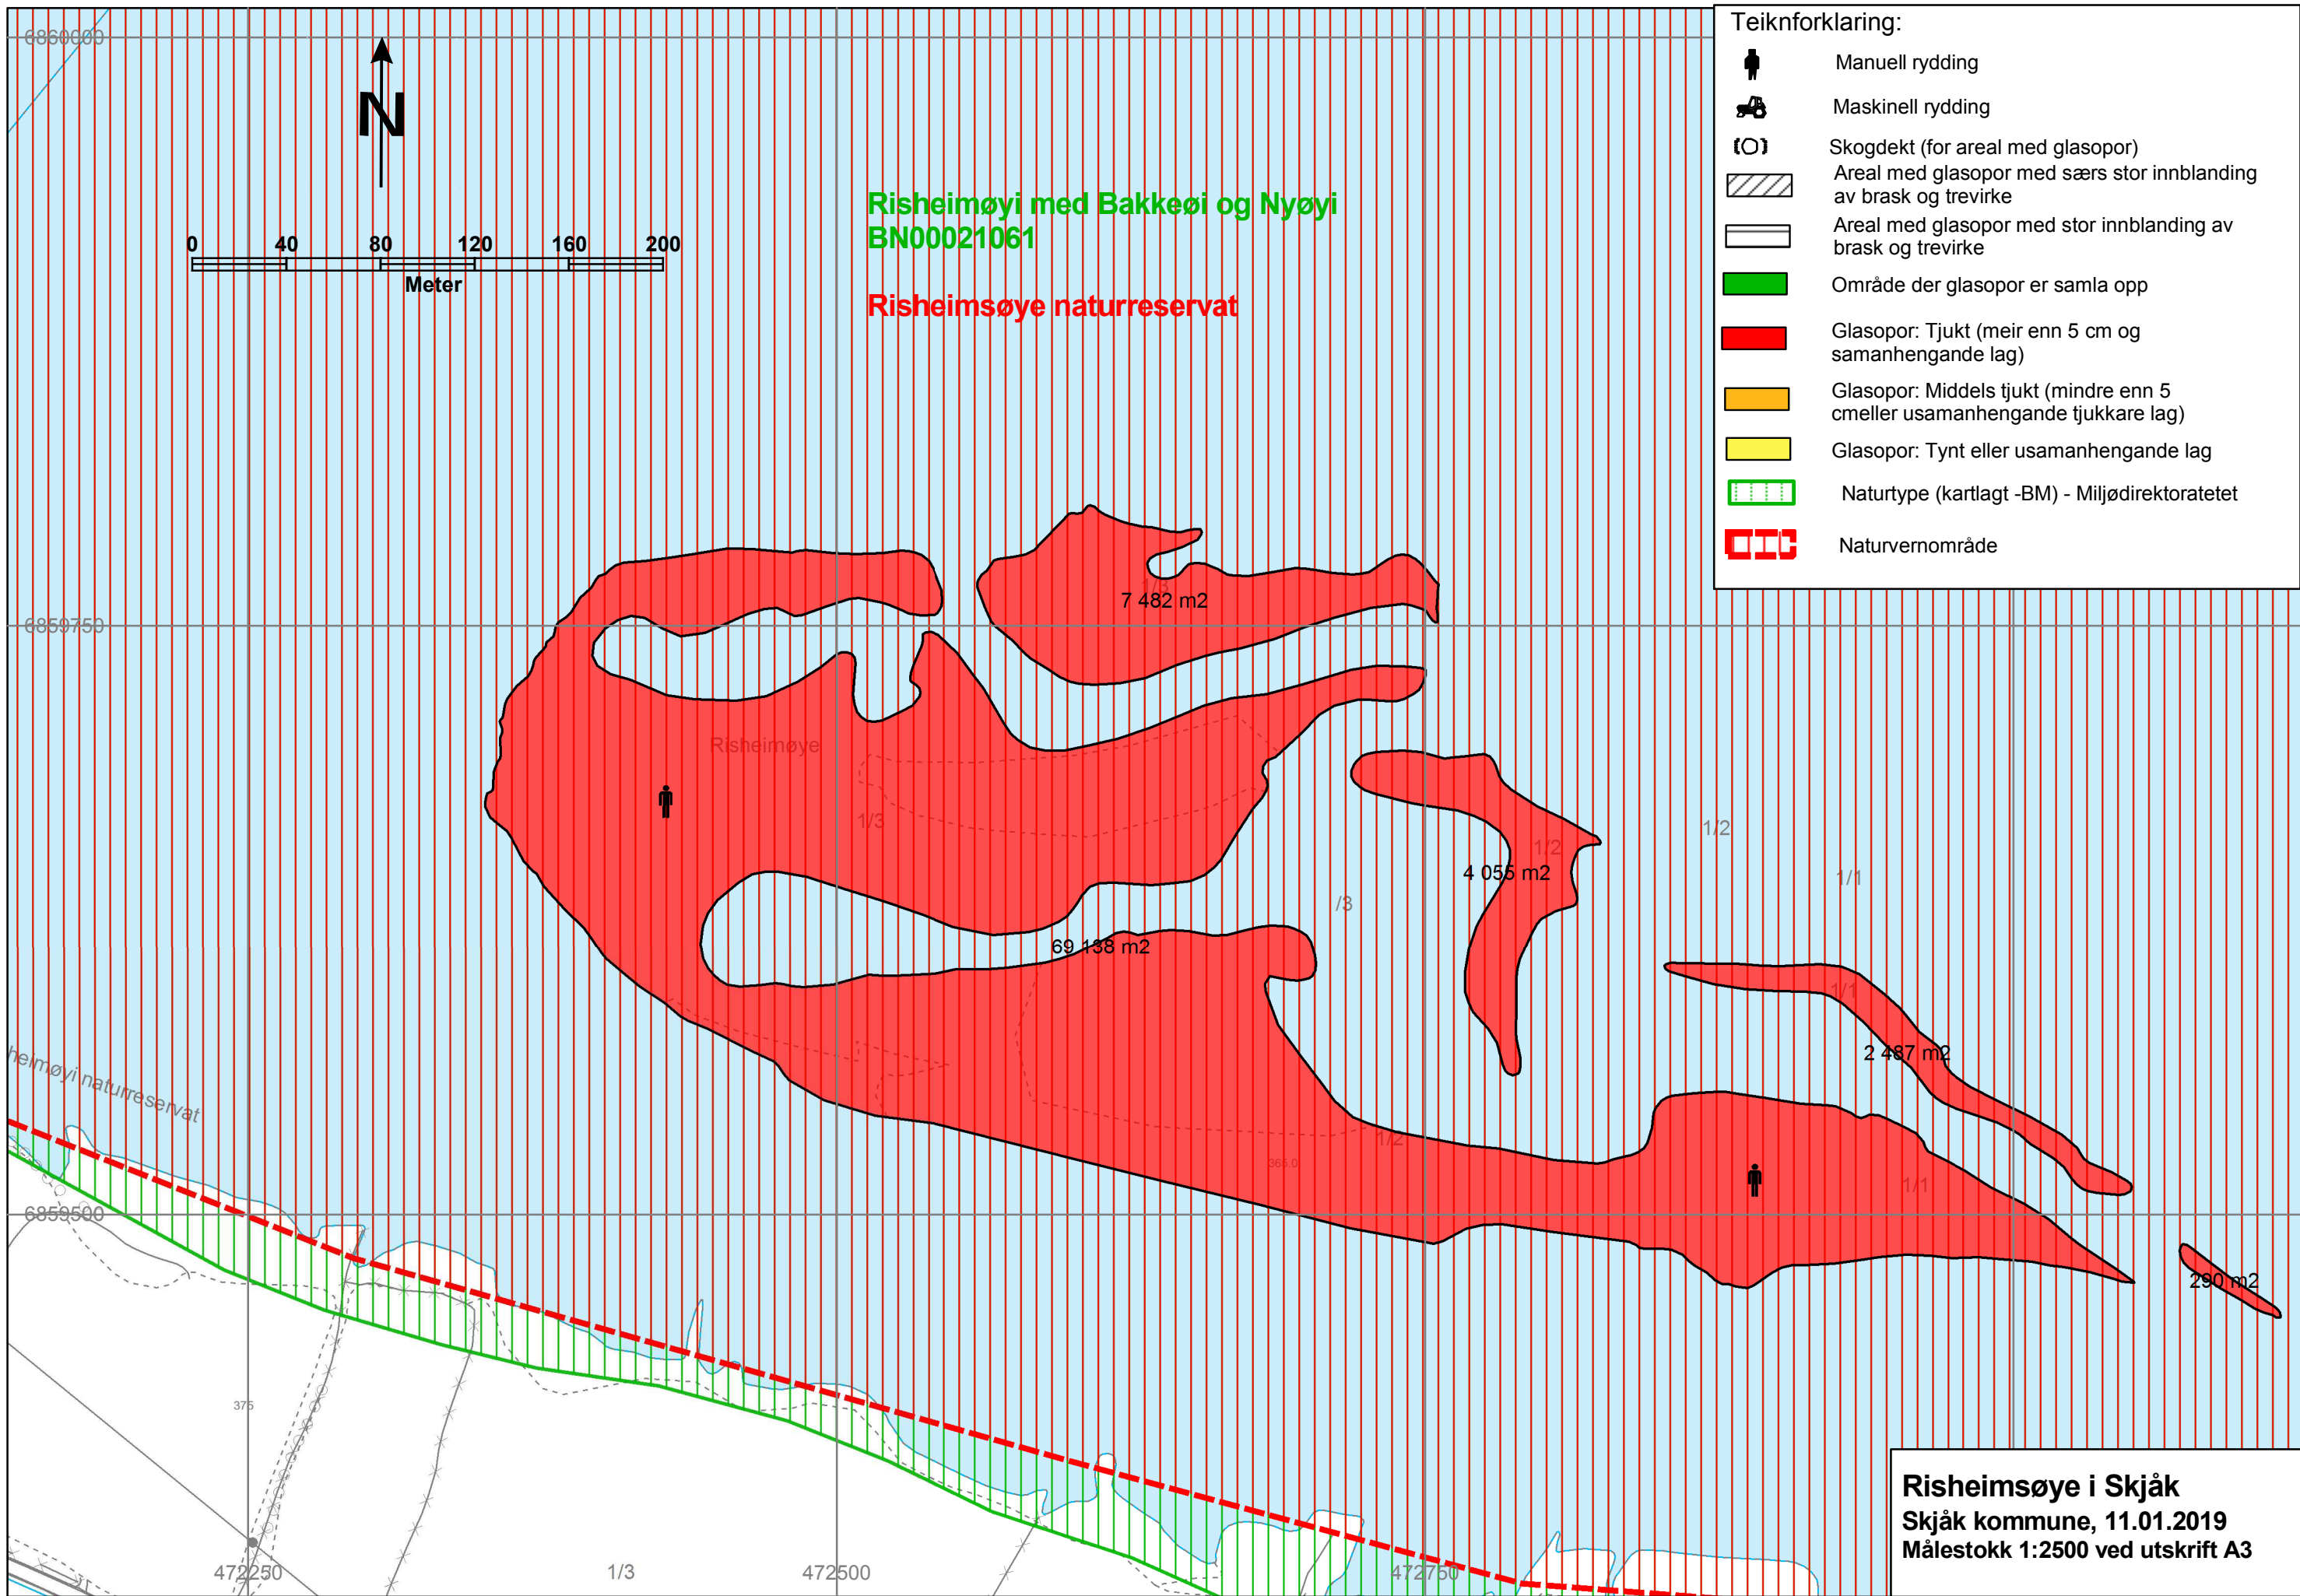 Teiknforklaring:
Manuell rydding
Maskinell rydding
Skogdekt (for areal med glasopor)
Areal med glasopor med særs stor innblanding
av brask og trevirke
Areal med glasopor med stor innblanding av
brask og trevirke
Område der glasopor er samla opp
Glasopor: Tjukt (meir enn 5 cm og
samanhengande lag)
Glasopor: Middels tjukt (mindre enn 5
cmeller usamanhengande tjukkare lag)
Glasopor: Tynt eller usamanhengande lag
Naturtype (kartlagt -BM) - Miljødirektoratetet
Naturvernområde
6860000
N
0 40 80 120 160 200
Meter
Risheimøyi med Bakkeøi og Nyøyi
BN00021061
Risheimsøye naturreservat
1/3
7 482 m2
6859750
Risheimøye
1/3
1/2
1/2
4 055 m2
1/1
/3
69 138 m2
1/1
2 487 m2
heimøyi naturreservat
1/2
365,0
1/1
6859500
290 m2
375
472250
1/3
472500
472750
Risheimsøye i Skjåk
Skjåk kommune, 11.01.2019
Målestokk 1:2500 ved utskrift A3